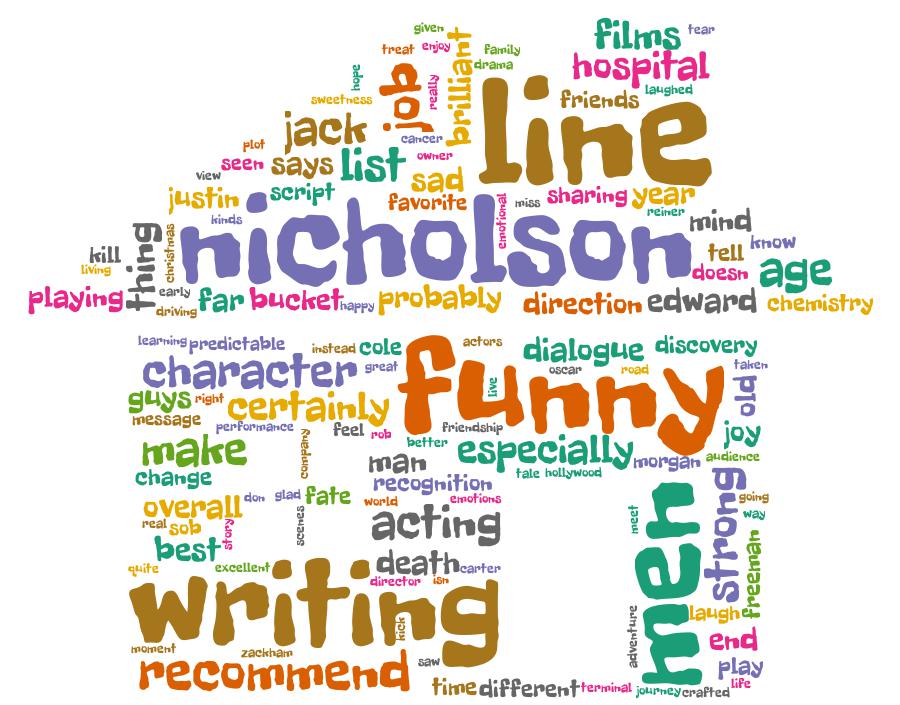 given
films tear
treat enjoy brilliant family
hospital
drama
hope job really laughed
sweetness friends line
jack
cancer
plot seen says list owner
view sad
justin script favorite emotional miss sharing year
kinds reiner mind
nicholson
thing christmas tell know
kill living doesn age
playing early far bucket happy probably direction edward chemistry
driving
learning predictable instead cole actors dialogue discovery
character great funny live oscar road taken
guys right certainly old
message performance feel rob friendship joy
make company better especially morgan audience
change man tale hollywood
recognition strong going
overall don glad fate world emotions men way
real sob story scenes acting meet
best death freeman
quite excellent carter
director isn
writing kick laugh
adventure end
moment zackham
recommend saw play
time different terminal journey crafted life